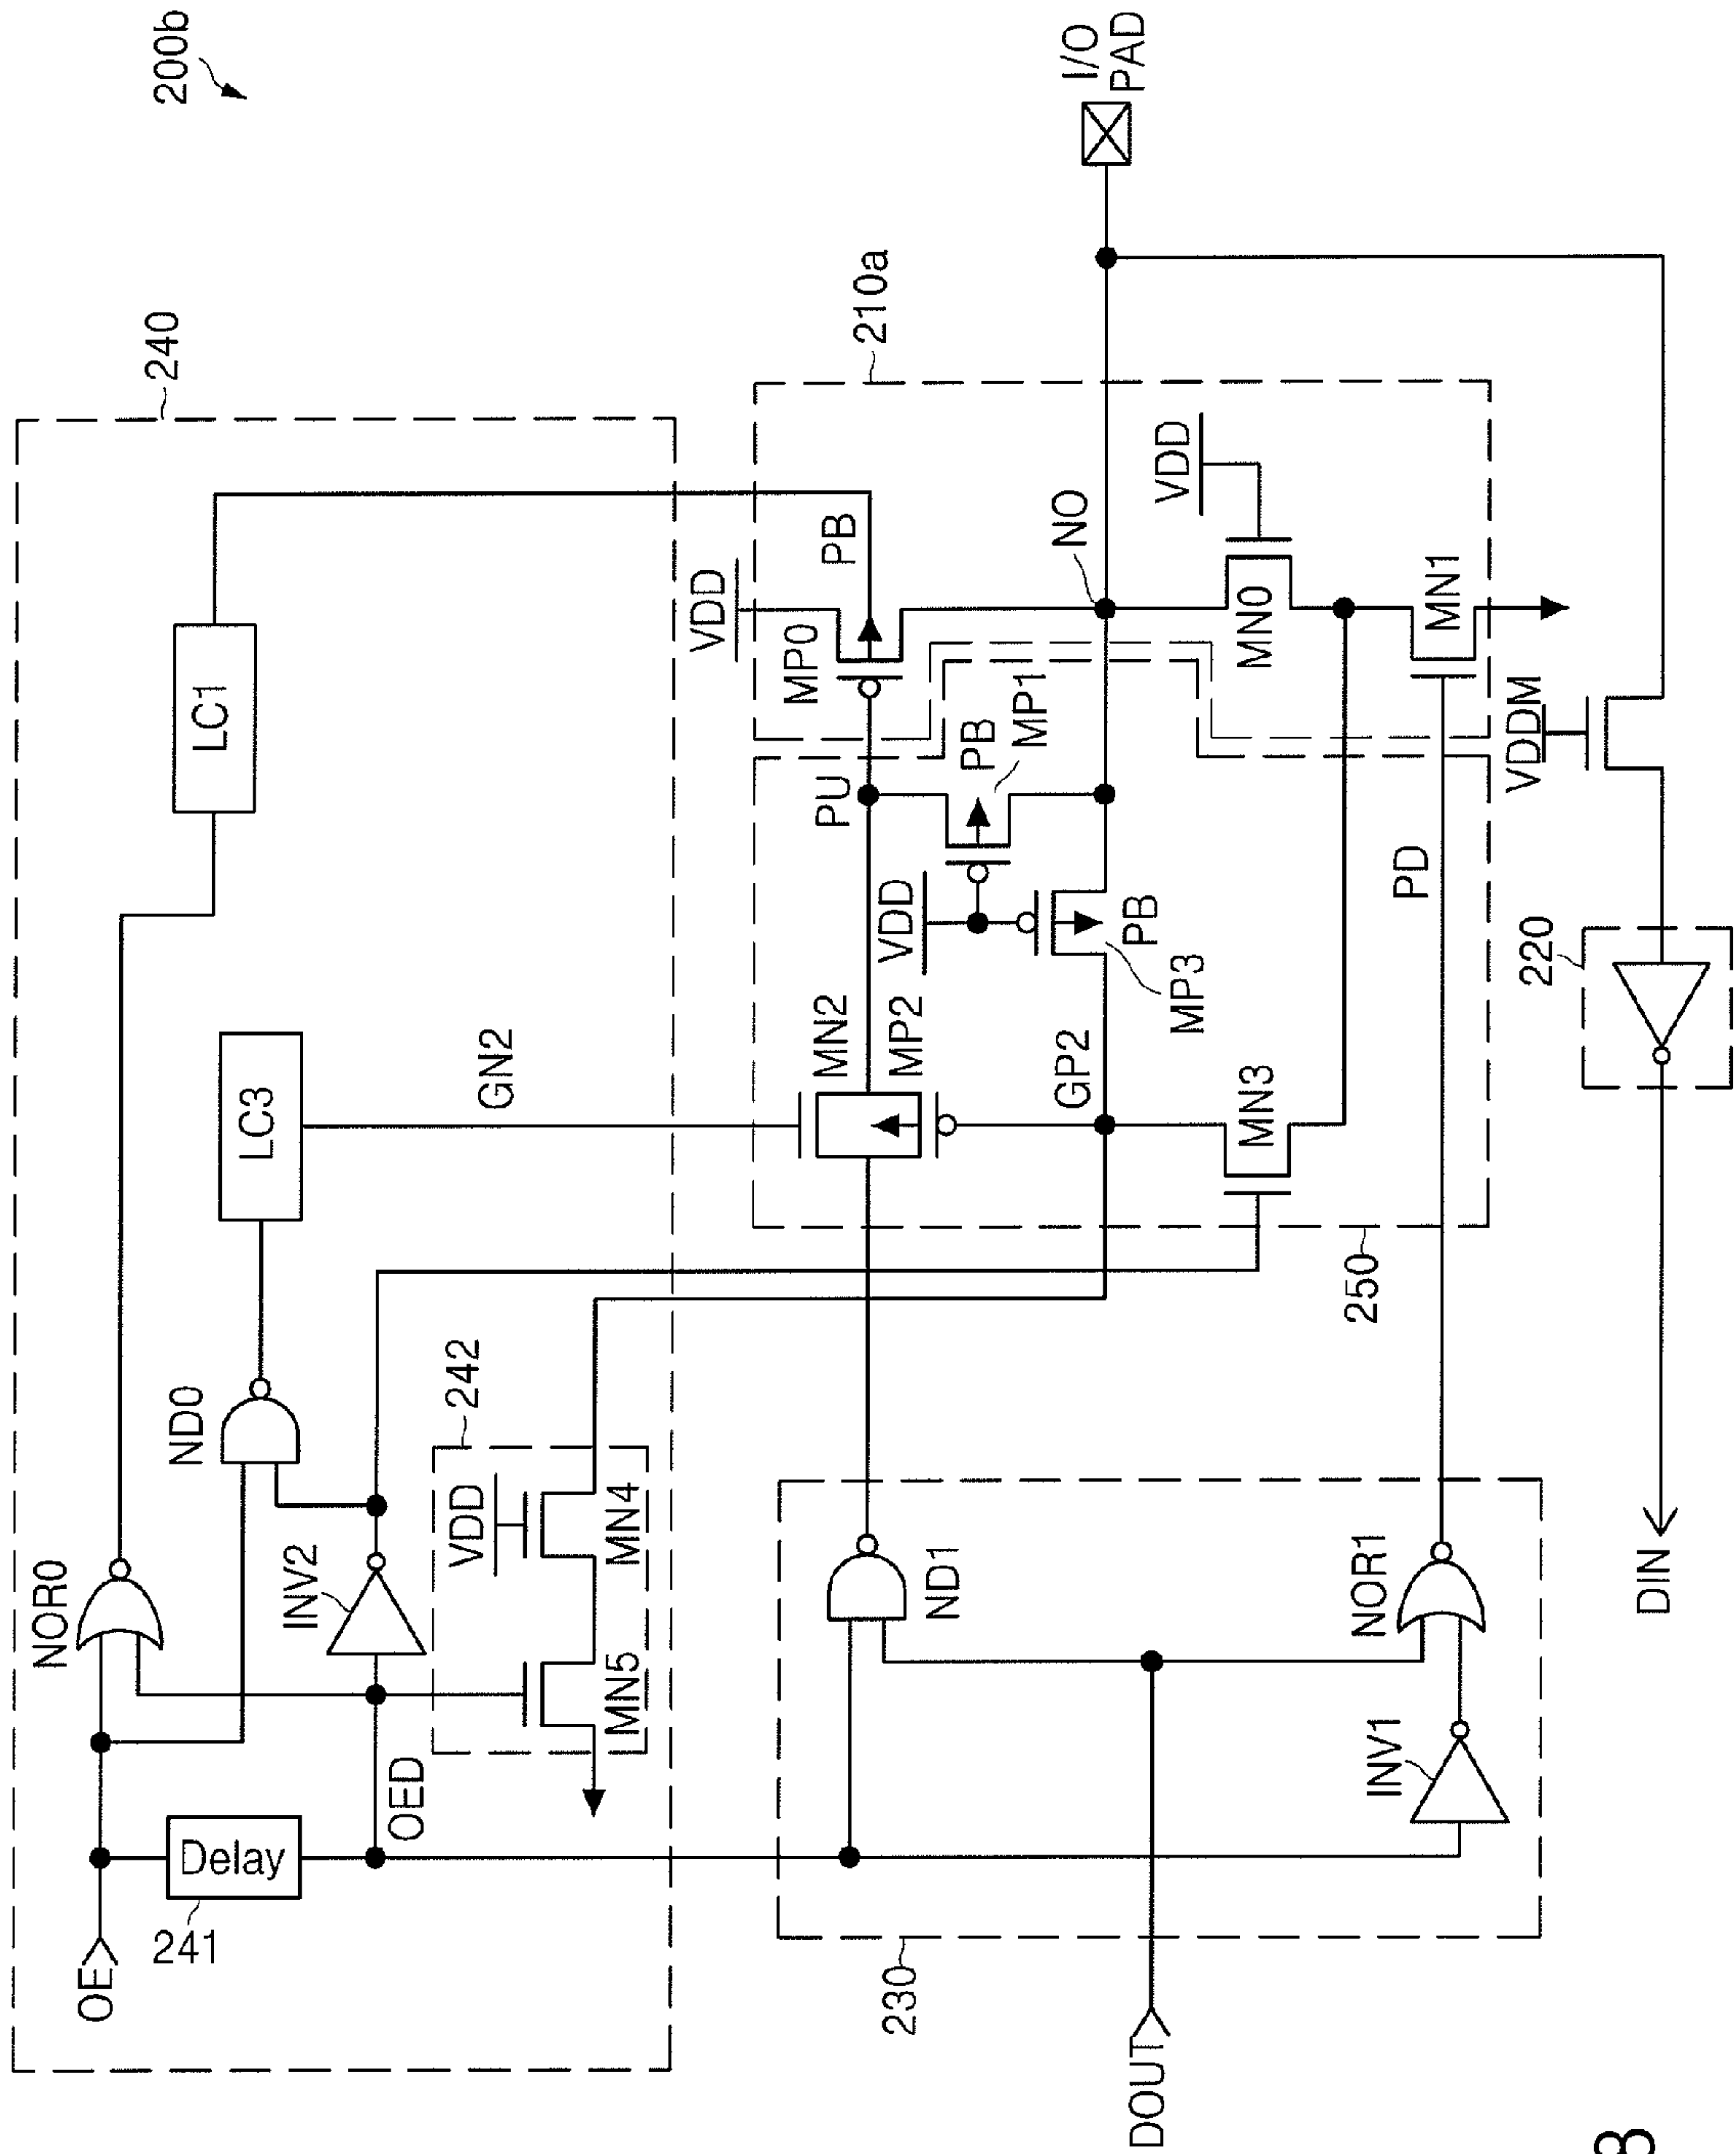 200b
240
OE
241
Delay
OED
NOR0
INV2
ND0
242
VDD
MN4
MN5
LC3
GN2
LC1
210a
VDD
MP0
PB
PU
VDD
PB
MP1
MN2
MP2
PB
MP3
GP2
MN3
250
NO
VDD
MN0
MN1
PD
I/O
PAD
VDDM
220
DIN
230
ND1
NOR1
INV1
DOUT
8